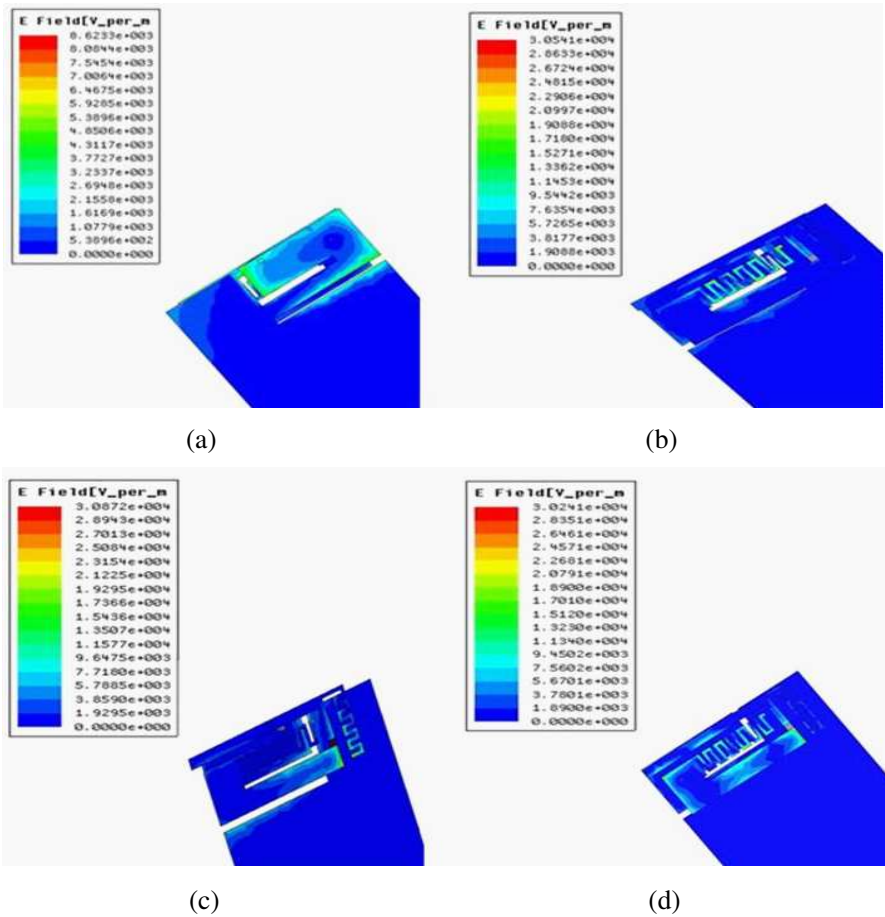 E Field[V_per_m
8.6233e+003
8.0844e+003
7.5454e+003
7.0064e+003
6.4675e+003
5.9285e+003
5.3896e+003
4.8506e+003
4.3117e+003
3.7727e+003
3.2337e+003
2.6948e+003
2.1558e+003
1.6169e+003
1.0779e+003
5.3896e+002
0.0000e+000
(a)
E Field[V_per_m
3.0541e+004
2.8633e+004
2.6724e+004
2.4815e+004
2.2906e+004
2.0997e+004
1.9088e+004
1.7180e+004
1.5271e+004
1.3362e+004
1.1453e+004
9.5442e+003
7.6354e+003
5.7265e+003
3.8177e+003
1.9088e+003
0.0000e+000
(b)
E Field[V_per_m
3.0872e+004
2.8943e+004
2.7013e+004
2.5084e+004
2.3154e+004
2.1225e+004
1.9295e+004
1.7366e+004
1.5436e+004
1.3507e+004
1.1577e+004
9.6475e+003
7.7180e+003
5.7885e+003
3.8590e+003
1.9295e+003
0.0000e+000
(c)
E Field[V_per_m
3.0241e+004
2.8351e+004
2.6461e+004
2.4571e+004
2.2681e+004
2.0791e+004
1.8900e+004
1.7010e+004
1.5120e+004
1.3230e+004
1.1340e+004
9.4502e+003
7.5602e+003
5.6701e+003
3.7801e+003
1.8900e+003
0.0000e+000
(d)